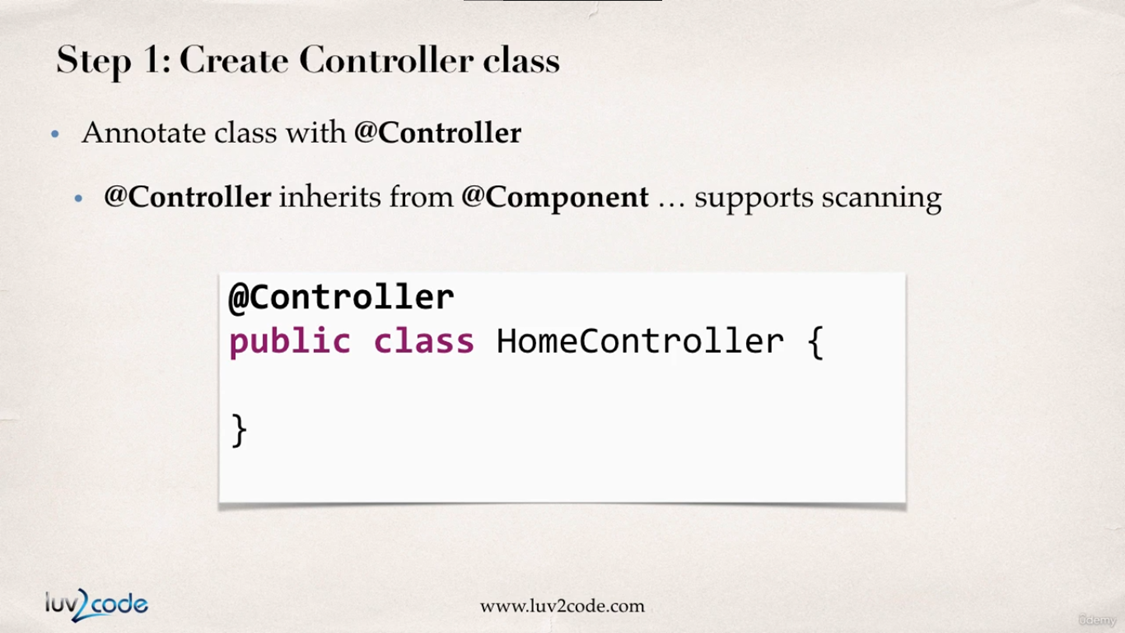 Step 1: Create Controller class
• Annotate class with @Controller
• @Controller inherits from @Component … supports scanning
@Controller
public class HomeController {
}
luv2code
www.luv2code.com
ûdemy